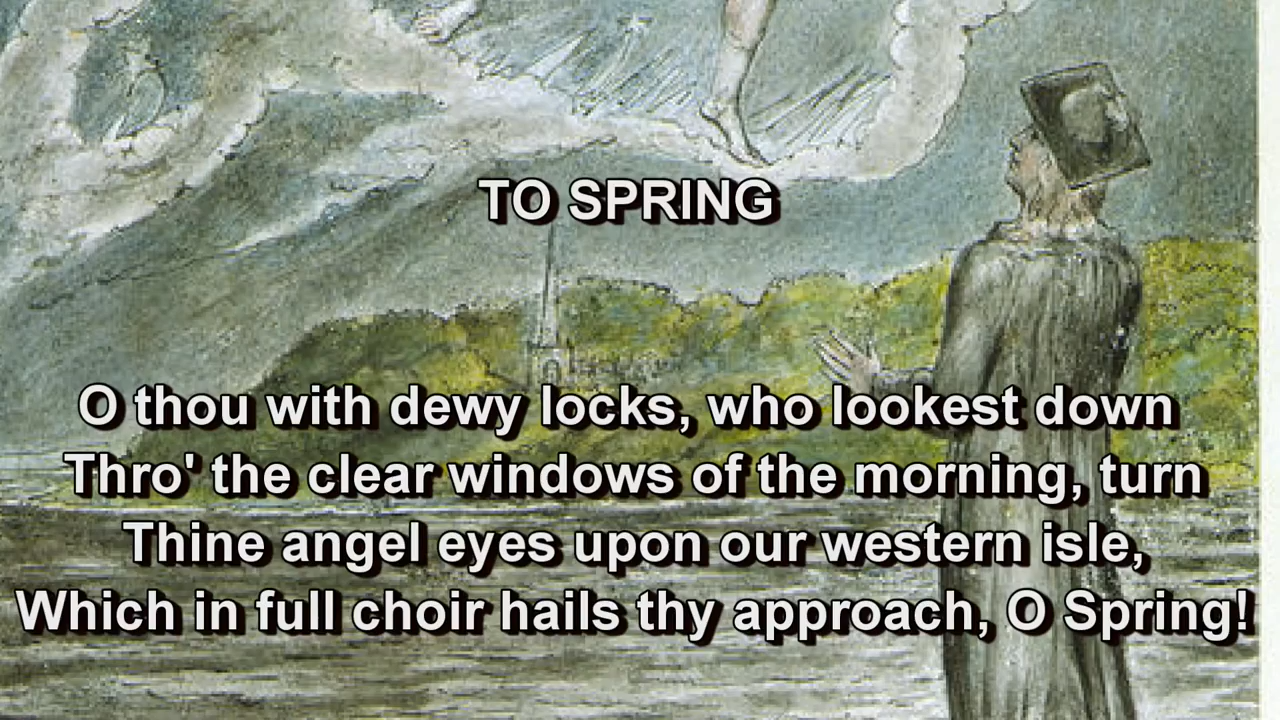 TO SPRING
O thou with dewy locks, who lookest down
Thro' the clear windows of the morning, turn
Thine angel eyes upon our western isle,
Which in full choir hails thy approach, O Spring!